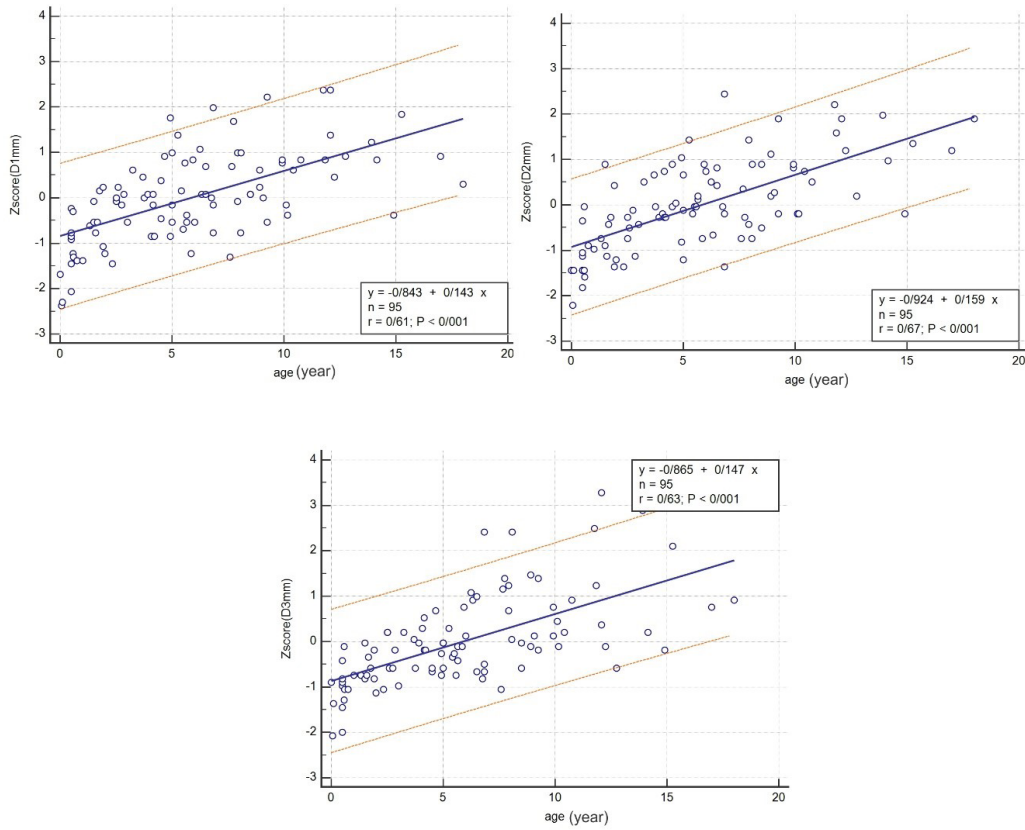 4
3
2
1
0
-1
-2
-3
Zscore(D1mm)
y = -0/843 + 0/143 x
n = 95
r = 0/61; P < 0/001
0 5 10 15 20
age (year)
4
3
2
1
0
-1
-2
-3
Zscore(D2mm)
y = -0/924 + 0/159 x
n = 95
r = 0/67; P < 0/001
0 5 10 15 20
age (year)
4
3
2
1
0
-1
-2
-3
Zscore(D3mm)
y = -0/865 + 0/147 x
n = 95
r = 0/63; P < 0/001
0 5 10 15 20
age (year)